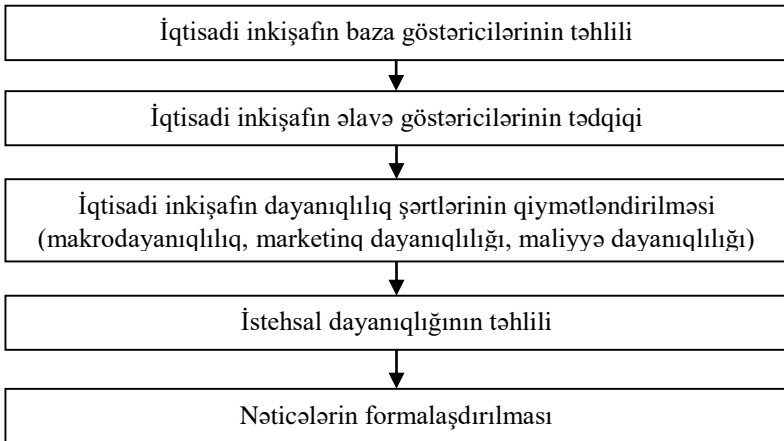 İqtisadi inkişafın baza göstəricilərinin təhlili
İqtisadi inkişafın əlavə göstəricilərinin tədqiqi
İqtisadi inkişafın dayanıqlılıq şərtlərinin qiymətləndirilməsi
(makrodayanıqlılıq, marketinq dayanıqlılığı, maliyyə dayanıqlılığı)
İstehsal dayanıqlığının təhlili
Nəticələrin formalaşdırılması